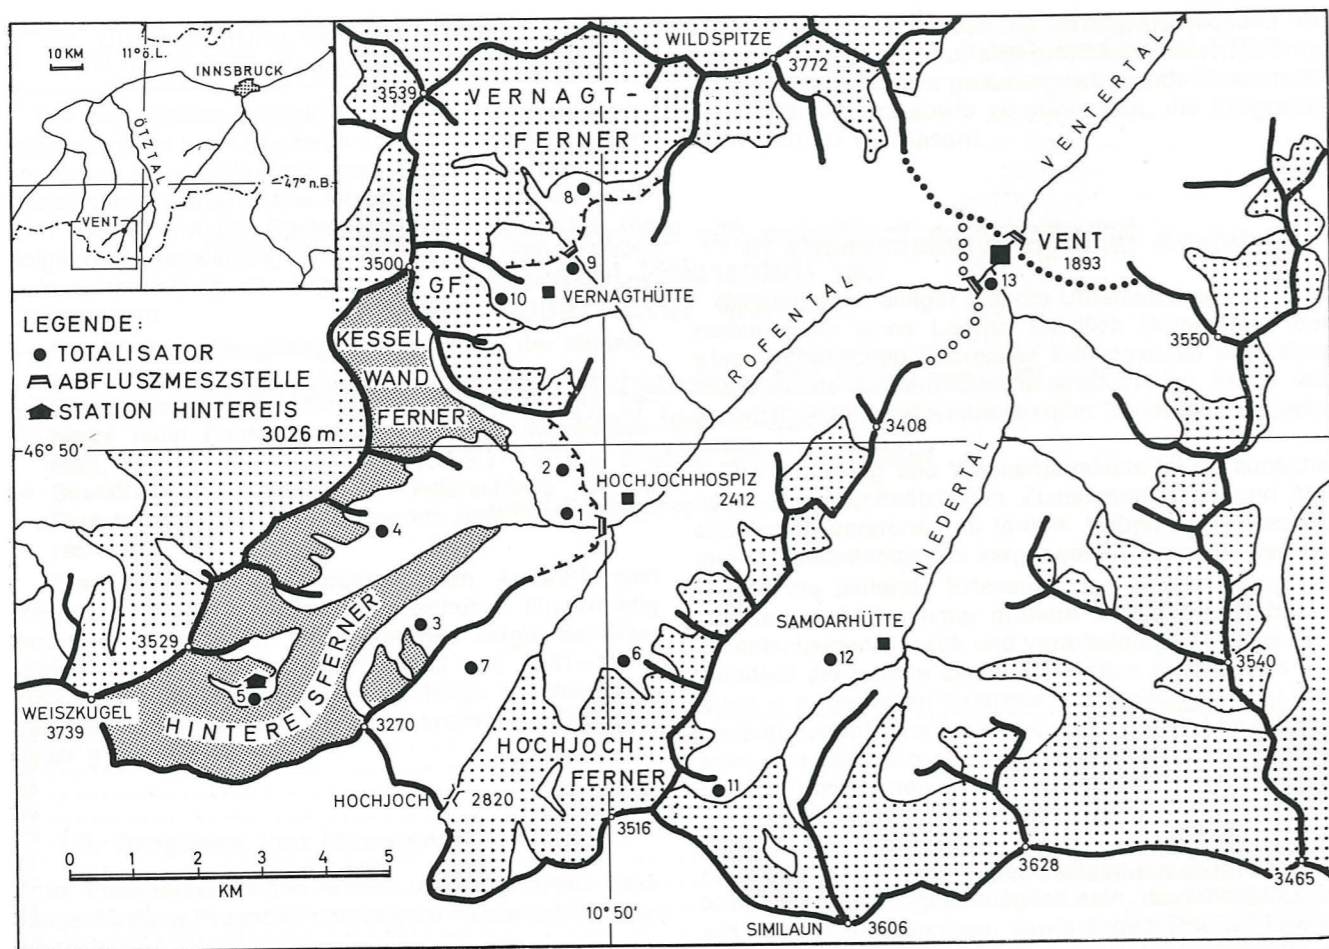 10 KM
11° ö.L.
INNSBRUCK
ÖTZTAL
47° n.B.
VENT
WILDSPITZE
3772
3539
VERNAGT-
FERNER
VENTERTAL
8
9
10
VERNAGTHÜTTE
3500
GF.
VENT
1893
13
3550
ROFENTAL
LEGENDE:
TOTALISATOR
ABFLUSZMESZSTELLE
STATION HINTEREIS
3026 m
KESSEL
WAND
FERNER
46° 50'
3408
2
HOCHJOCHHOSPIZ
2412
1
4
NIEDERTAL
3529
HINTEREISFERNER
3
5
7
6
SAMOARHÜTTE
12
3540
WEISZKUGEL
3739
3270
HOCHJOCH
FERNER
11
HOCHJOCH
2820
3516
0 1 2 3 4 5
KM
3628
3465
10° 50'
SIMILAUN
3606